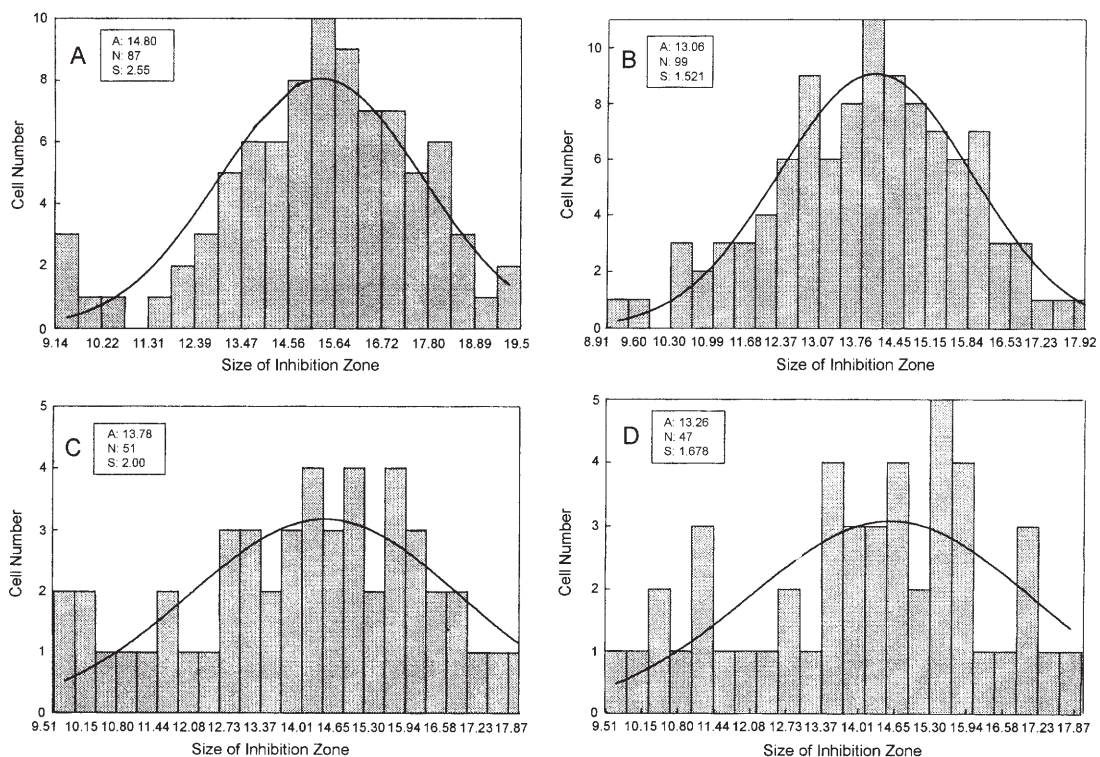 A
A: 14.80
N: 87
S: 2.55
10
8
6
4
2
0
Cell Number
9.14 10.22 11.31 12.39 13.47 14.56 15.64 16.72 17.80 18.89 19.5
Size of Inhibition Zone
B
A: 13.06
N: 99
S: 1.521
10
8
6
4
2
0
Cell Number
8.91 9.60 10.30 10.99 11.68 12.37 13.07 13.76 14.45 15.15 15.84 16.53 17.23 17.92
Size of Inhibition Zone
C
A: 13.78
N: 51
S: 2.00
5
4
3
2
1
0
Cell Number
9.51 10.15 10.80 11.44 12.08 12.73 13.37 14.01 14.65 15.30 15.94 16.58 17.23 17.87
Size of Inhibition Zone
D
A: 13.26
N: 47
S: 1.678
5
4
3
2
1
0
Cell Number
9.51 10.15 10.80 11.44 12.08 12.73 13.37 14.01 14.65 15.30 15.94 16.58 17.23 17.87
Size of Inhibition Zone